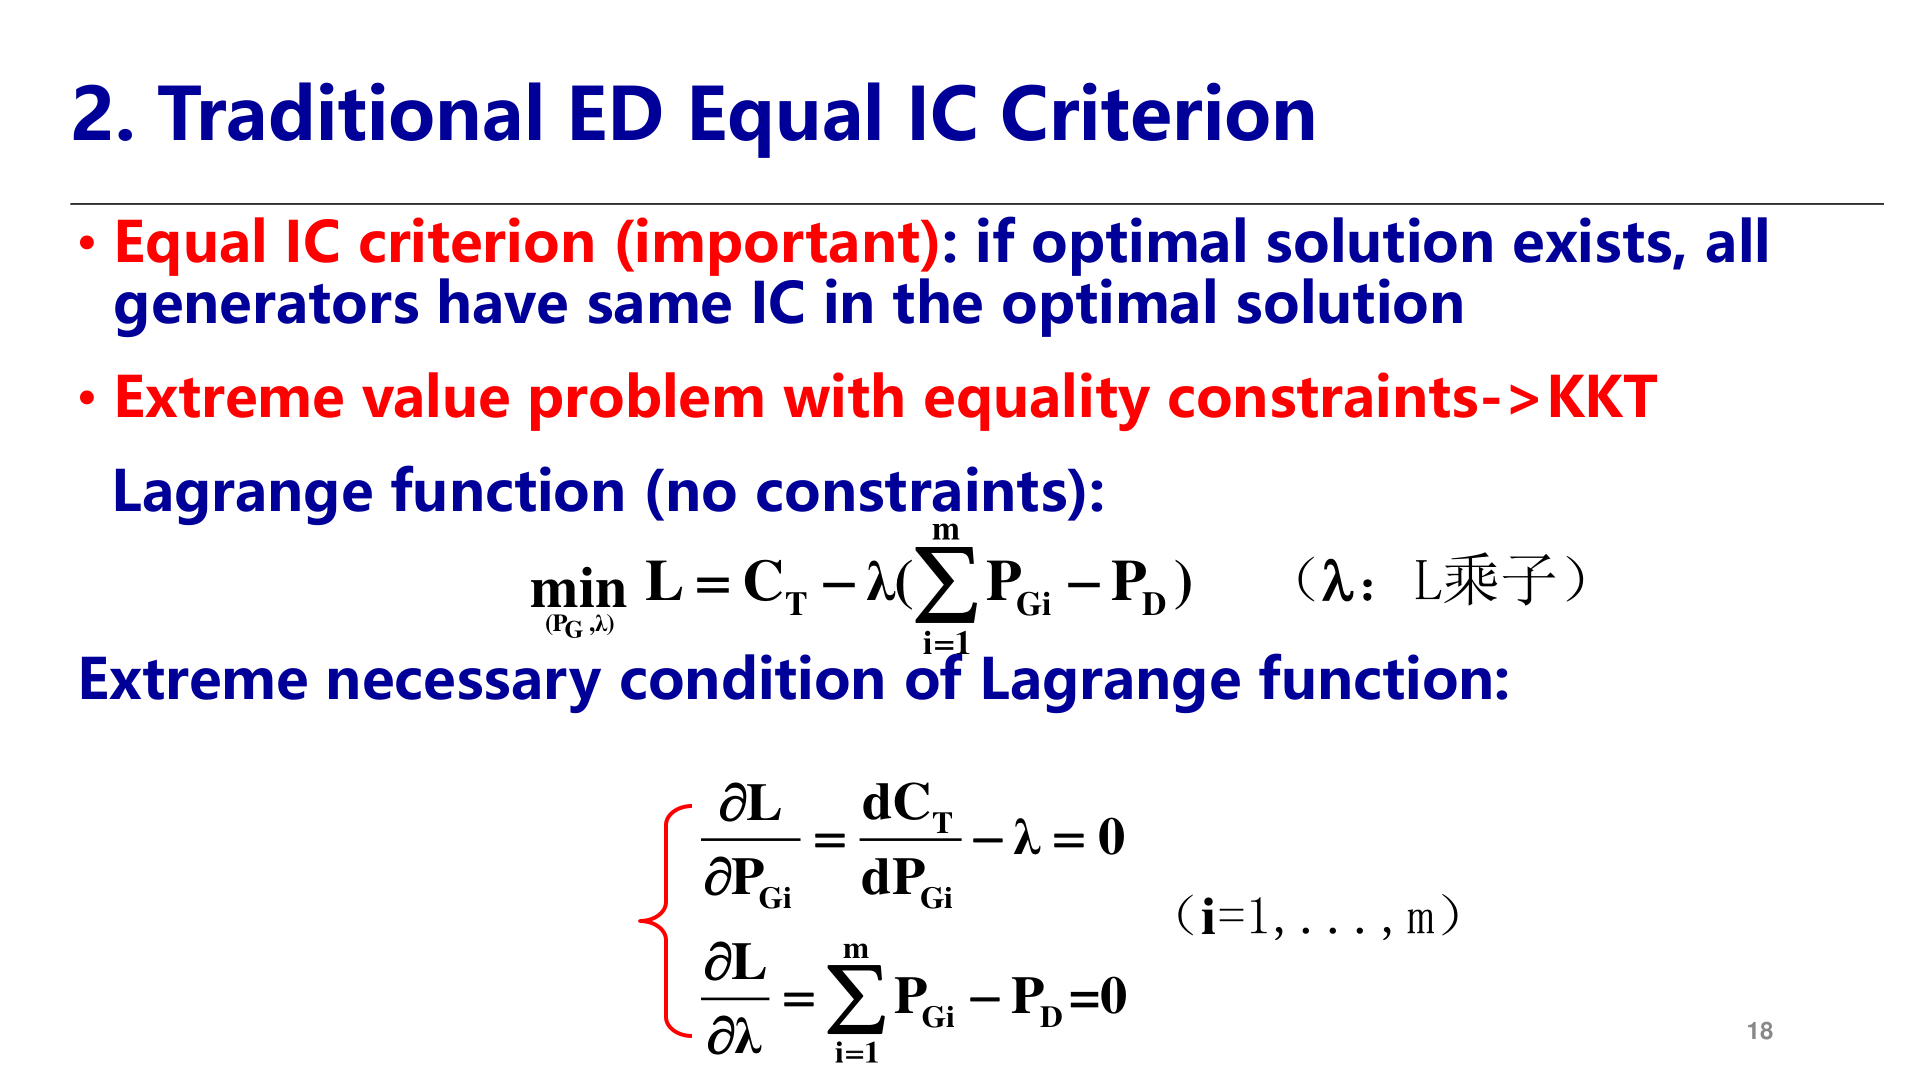 2. Traditional ED Equal IC Criterion
• Equal IC criterion (important): if optimal solution exists, all
generators have same IC in the optimal solution
• Extreme value problem with equality constraints->KKT
Lagrange function (no constraints):
min_(P_G ,λ) L = C_T − λ(∑_{i=1}^{m} P_Gi − P_D) （λ：L乘子）
Extreme necessary condition of Lagrange function:
∂L/∂P_Gi = dC_T/dP_Gi − λ = 0
（i=1,...,m）
∂L/∂λ = ∑_{i=1}^{m} P_Gi − P_D=0
18